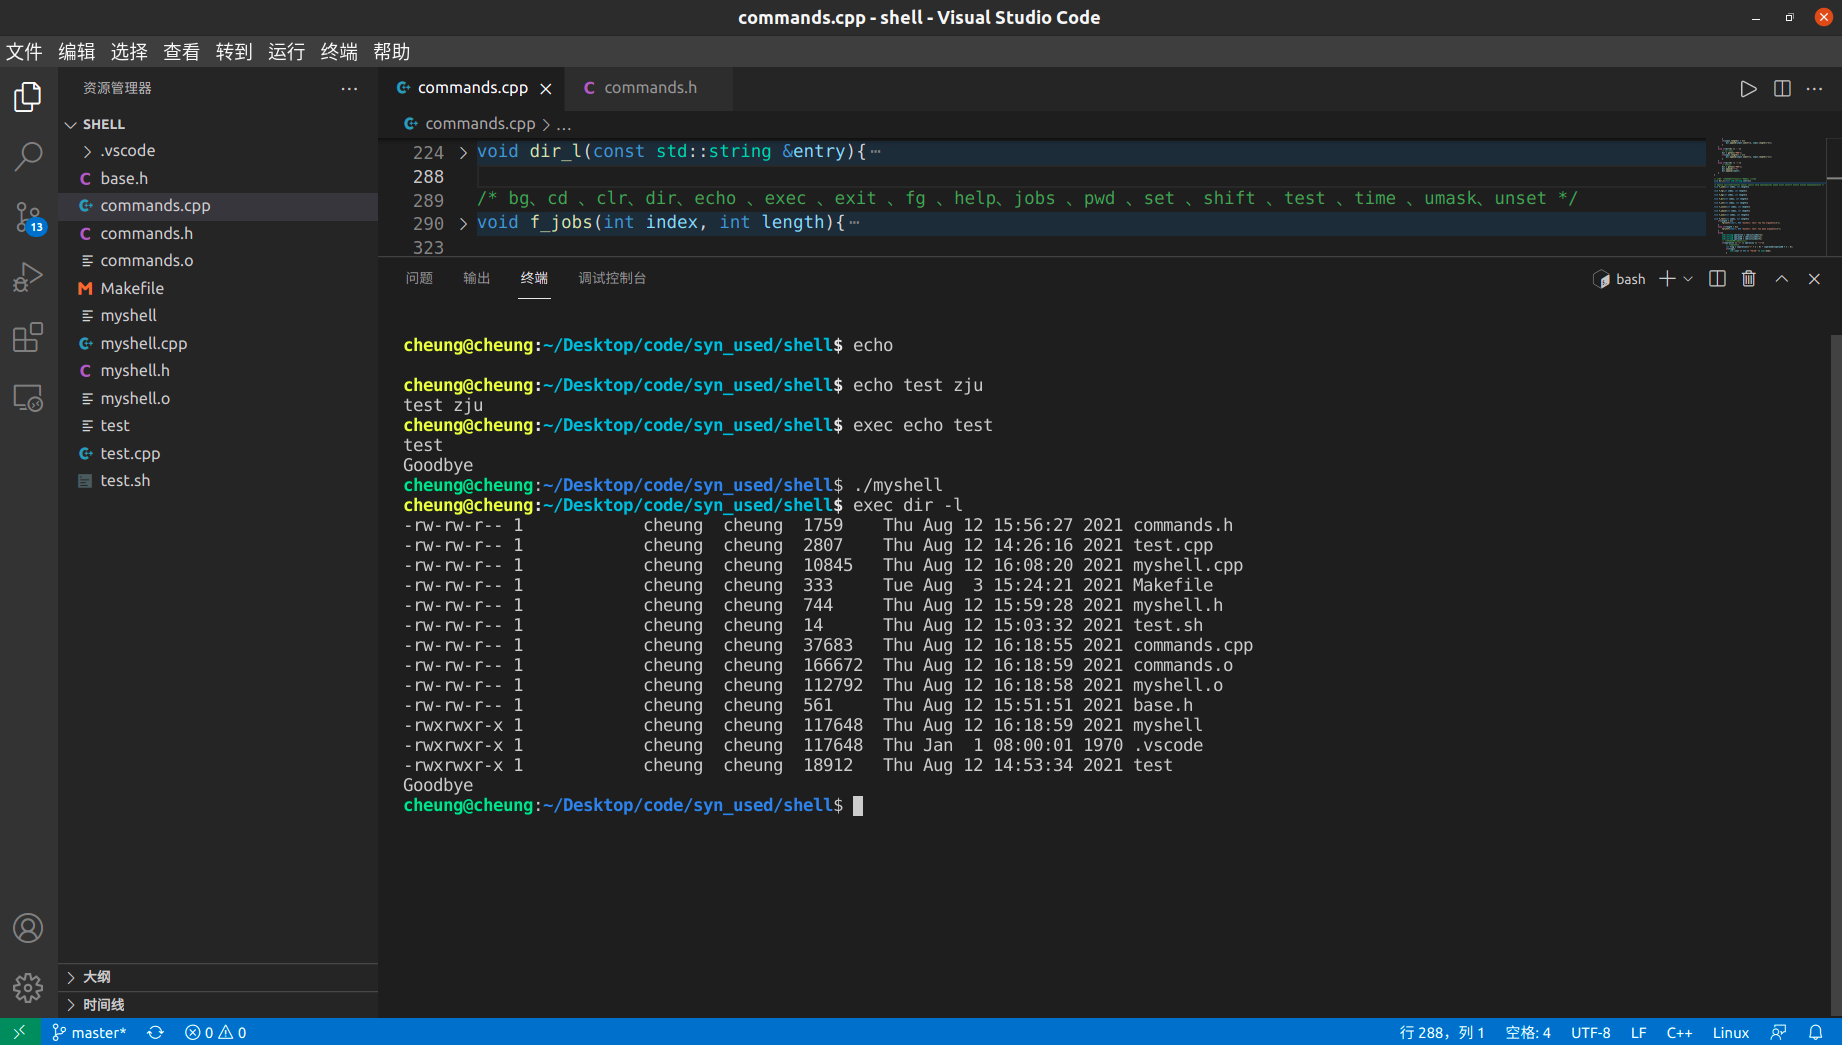 commands.cpp - shell - Visual Studio Code
文件 编辑 选择 查看 转到 运行 终端 帮助
资源管理器
SHELL
.vscode
base.h
commands.cpp
commands.h
commands.o
Makefile
myshell
myshell.cpp
myshell.h
myshell.o
test
test.cpp
test.sh
大纲
时间线
13
commands.cpp
commands.h
commands.cpp > ...
224 void dir_l(const std::string &entry){⋯
288
289 /* bg、cd 、clr、dir、echo 、exec 、exit 、fg 、help、jobs 、pwd 、set 、shift 、test 、time 、umask、unset */
290 void f_jobs(int index, int length){⋯
323
问题 输出 终端 调试控制台
bash
cheung@cheung:~/Desktop/code/syn_used/shell$ echo
cheung@cheung:~/Desktop/code/syn_used/shell$ echo test zju
test zju
cheung@cheung:~/Desktop/code/syn_used/shell$ exec echo test
test
Goodbye
cheung@cheung:~/Desktop/code/syn_used/shell$ ./myshell
cheung@cheung:~/Desktop/code/syn_used/shell$ exec dir -l
-rw-rw-r-- 1            cheung  cheung  1759    Thu Aug 12 15:56:27 2021 commands.h
-rw-rw-r-- 1            cheung  cheung  2807    Thu Aug 12 14:26:16 2021 test.cpp
-rw-rw-r-- 1            cheung  cheung  10845   Thu Aug 12 16:08:20 2021 myshell.cpp
-rw-rw-r-- 1            cheung  cheung  333     Tue Aug  3 15:24:21 2021 Makefile
-rw-rw-r-- 1            cheung  cheung  744     Thu Aug 12 15:59:28 2021 myshell.h
-rw-rw-r-- 1            cheung  cheung  14      Thu Aug 12 15:03:32 2021 test.sh
-rw-rw-r-- 1            cheung  cheung  37683   Thu Aug 12 16:18:55 2021 commands.cpp
-rw-rw-r-- 1            cheung  cheung  166672  Thu Aug 12 16:18:59 2021 commands.o
-rw-rw-r-- 1            cheung  cheung  112792  Thu Aug 12 16:18:58 2021 myshell.o
-rw-rw-r-- 1            cheung  cheung  561     Thu Aug 12 15:51:51 2021 base.h
-rwxrwxr-x 1            cheung  cheung  117648  Thu Aug 12 16:18:59 2021 myshell
-rwxrwxr-x 1            cheung  cheung  117648  Thu Jan  1 08:00:01 1970 .vscode
-rwxrwxr-x 1            cheung  cheung  18912   Thu Aug 12 14:53:34 2021 test
Goodbye
cheung@cheung:~/Desktop/code/syn_used/shell$
master* 0 0 行 288，列 1 空格: 4 UTF-8 LF C++ Linux